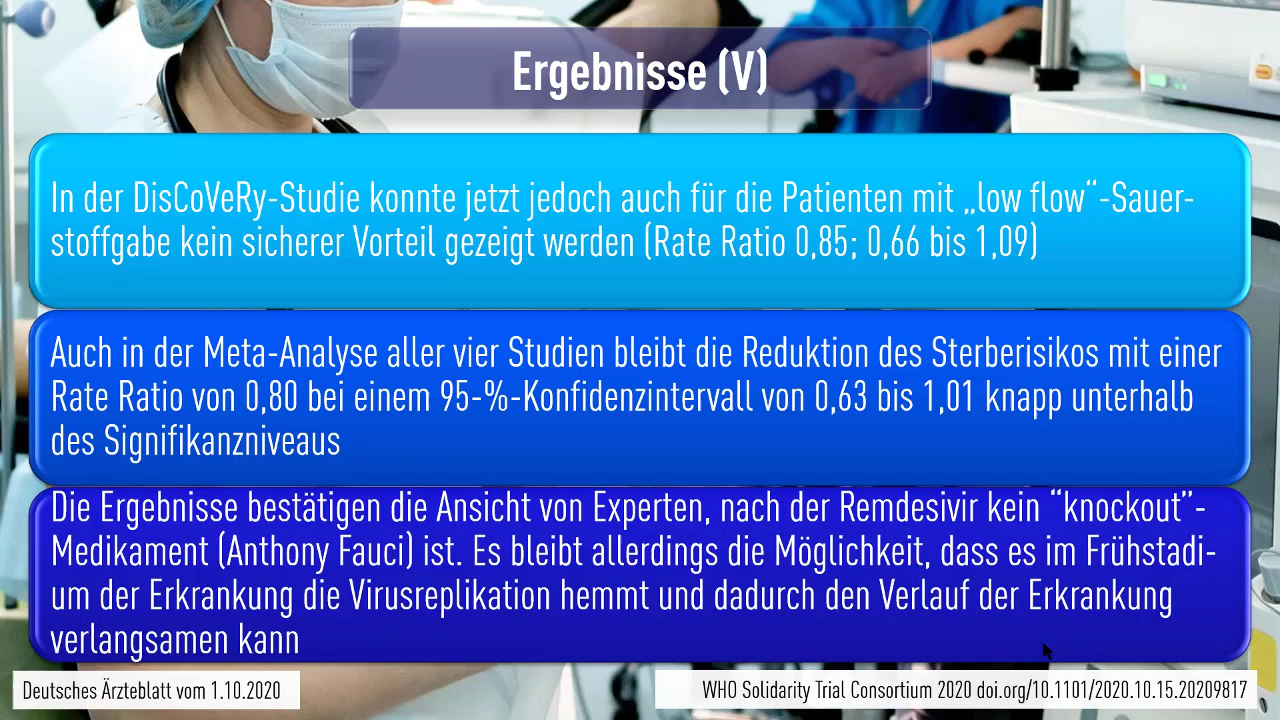 Ergebnisse (V)
In der DisCoVeRy-Studie konnte jetzt jedoch auch für die Patienten mit „low flow“-Sauer-
stoffgabe kein sicherer Vorteil gezeigt werden (Rate Ratio 0,85; 0,66 bis 1,09)
Auch in der Meta-Analyse aller vier Studien bleibt die Reduktion des Sterberisikos mit einer
Rate Ratio von 0,80 bei einem 95-%-Konfidenzintervall von 0,63 bis 1,01 knapp unterhalb
des Signifikanzniveaus
Die Ergebnisse bestätigen die Ansicht von Experten, nach der Remdesivir kein “knockout”-
Medikament (Anthony Fauci) ist. Es bleibt allerdings die Möglichkeit, dass es im Frühstadi-
um der Erkrankung die Virusreplikation hemmt und dadurch den Verlauf der Erkrankung
verlangsamen kann
Deutsches Ärzteblatt vom 1.10.2020
WHO Solidarity Trial Consortium 2020 doi.org/10.1101/2020.10.15.20209817